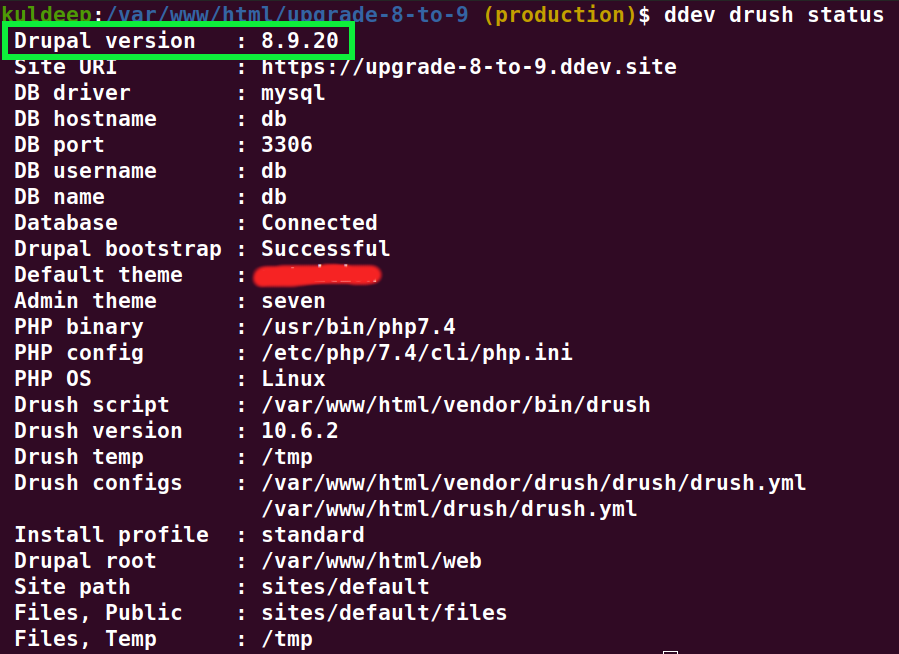 kuldeep:/var/www/html/upgrade-8-to-9 (production)$ ddev drush status
Drupal version   : 8.9.20
Site URI         : https://upgrade-8-to-9.ddev.site
DB driver        : mysql
DB hostname      : db
DB port          : 3306
DB username      : db
DB name          : db
Database         : Connected
Drupal bootstrap : Successful
Default theme    :
Admin theme      : seven
PHP binary       : /usr/bin/php7.4
PHP config       : /etc/php/7.4/cli/php.ini
PHP OS           : Linux
Drush script     : /var/www/html/vendor/bin/drush
Drush version    : 10.6.2
Drush temp       : /tmp
Drush configs    : /var/www/html/vendor/drush/drush/drush.yml
                   /var/www/html/drush/drush.yml
Install profile  : standard
Drupal root      : /var/www/html/web
Site path        : sites/default
Files, Public    : sites/default/files
Files, Temp      : /tmp